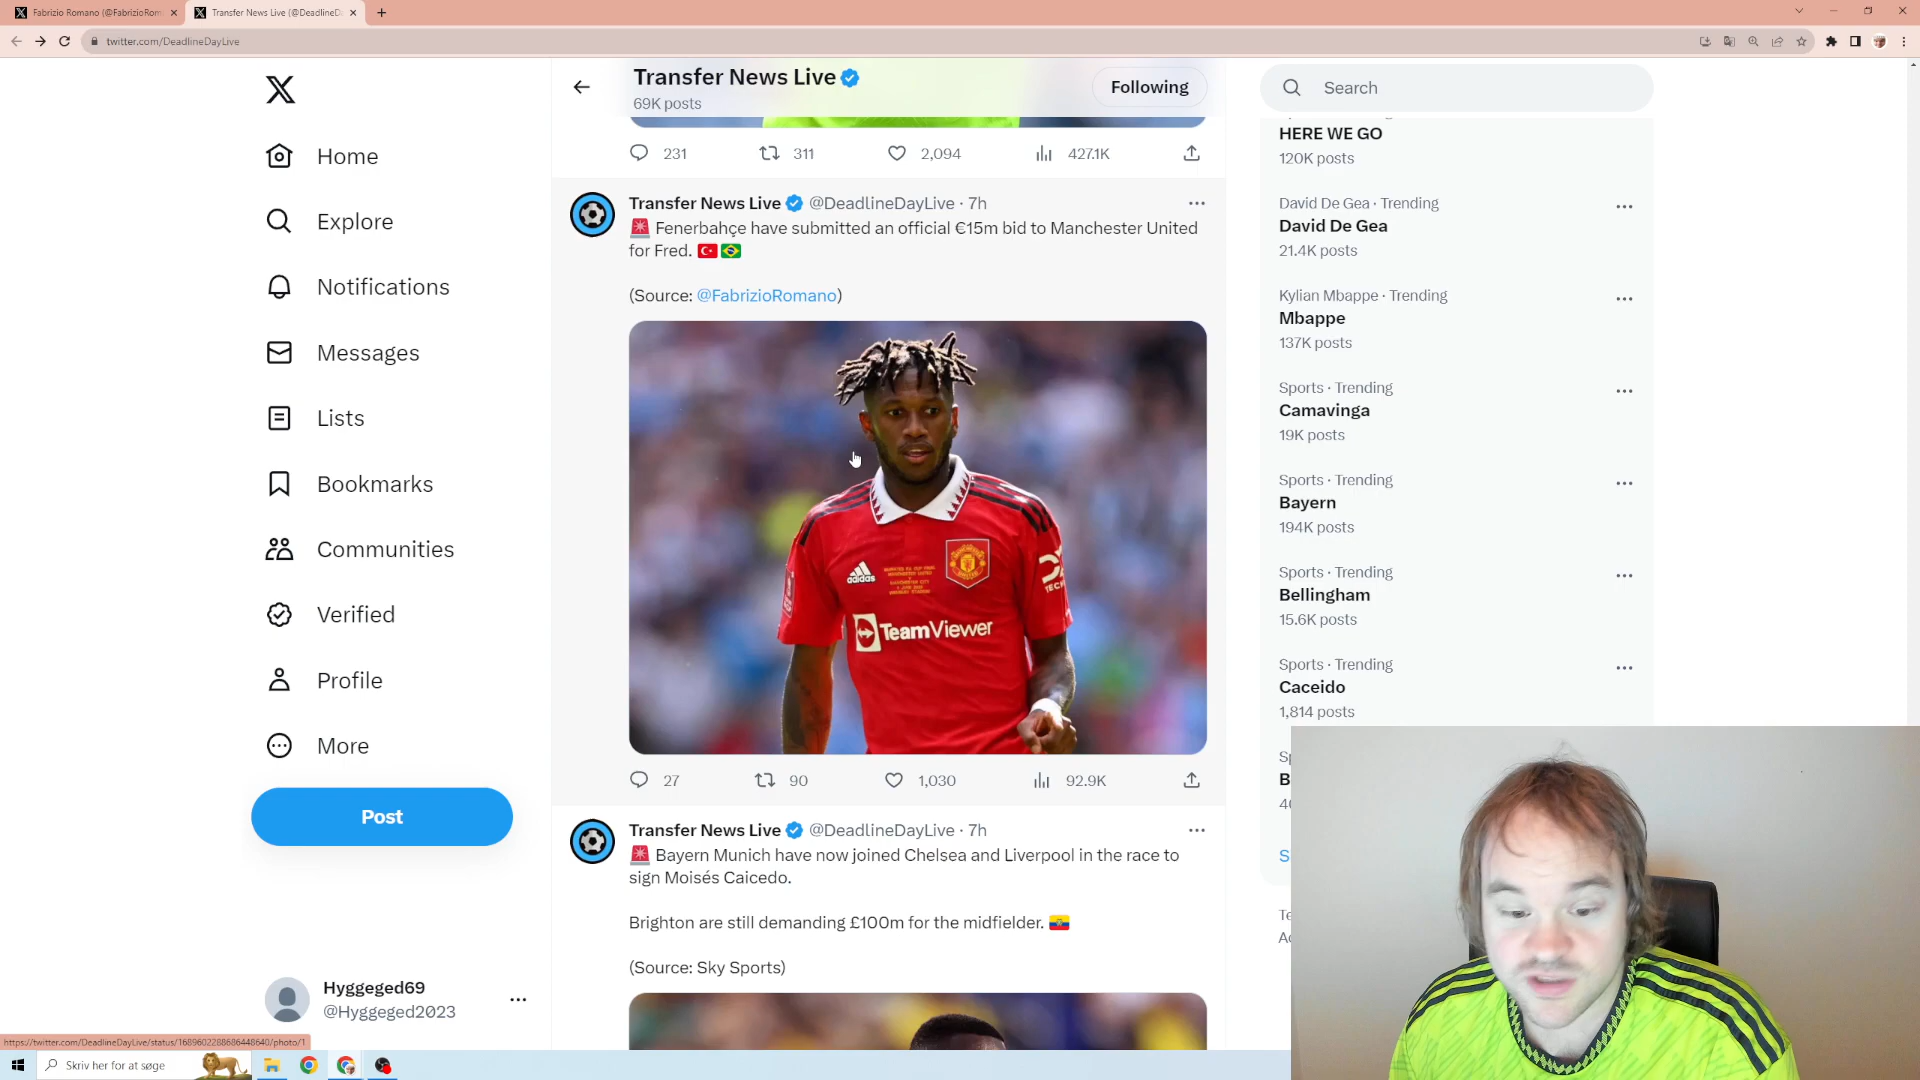 Fabrizio Romano (@FabrizioRom
Transfer News Live (@DeadlineDa
twitter.com/DeadlineDayLive
Home
Explore
Notifications
Messages
Lists
Bookmarks
Communities
Verified
Profile
More
Post
Hyggeged69
@Hyggeged2023
Transfer News Live
69K posts
Following
231 311 2,094 427.1K
Transfer News Live @DeadlineDayLive · 7h
🚨 Fenerbahçe have submitted an official €15m bid to Manchester United
for Fred. 🇹🇷🇧🇷
(Source: @FabrizioRomano)
adidas
TeamViewer
TECH
27 90 1,030 92.9K
Transfer News Live @DeadlineDayLive · 7h
🚨 Bayern Munich have now joined Chelsea and Liverpool in the race to
sign Moisés Caicedo.
Brighton are still demanding £100m for the midfielder. 🇪🇨
(Source: Sky Sports)
Search
HERE WE GO
120K posts
David De Gea · Trending
David De Gea
21.4K posts
Kylian Mbappe · Trending
Mbappe
137K posts
Sports · Trending
Camavinga
19K posts
Sports · Trending
Bayern
194K posts
Sports · Trending
Bellingham
15.6K posts
Sports · Trending
Caceido
1,814 posts
https://twitter.com/DeadlineDayLive/status/1689602288686448640/photo/1
Skriv her for at søge